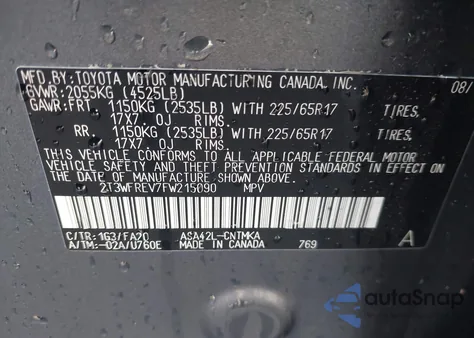 MFD.BY:TOYOTA MOTOR MANUFACTURING CANADA, INC. 08/
GVWR:2055KG (4525LB)
GAWR:FRT. 1150KG (2535LB) WITH 225/65R17 TIRES,
17X7 OJ RIMS.
RR. 1150KG (2535LB) WITH 225/65R17 TIRES,
17X7 OJ RIMS.
THIS VEHICLE CONFORMS TO ALL APPLICABLE FEDERAL MOTOR
VEHICLE SAFETY AND THEFT PREVENTION STANDARDS IN EFFECT ON
THE DATE OF MANUFACTURE SHOWN ABOVE.
2T3WFREV7FW215090 MPV
C/TR:1G3/FA20 ASA42L-CNTMKA
A/TM:-02A/U760E MADE IN CANADA 769 A
autoSnap